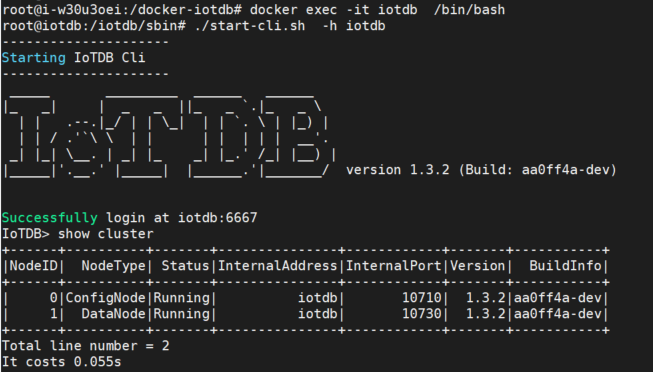 root@i-w30u3oei:/docker-iotdb# docker exec -it iotdb  /bin/bash
root@iotdb:/iotdb/sbin# ./start-cli.sh  -h iotdb
---------------------
Starting IoTDB Cli
---------------------
IoTDB version 1.3.2 (Build: aa0ff4a-dev)
Successfully login at iotdb:6667
IoTDB> show cluster
+------+----------+-------+---------------+------------+-------+-----------+
|NodeID|  NodeType| Status|InternalAddress|InternalPort|Version|  BuildInfo|
+------+----------+-------+---------------+------------+-------+-----------+
|     0|ConfigNode|Running|          iotdb|       10710|  1.3.2|aa0ff4a-dev|
|     1|  DataNode|Running|          iotdb|       10730|  1.3.2|aa0ff4a-dev|
+------+----------+-------+---------------+------------+-------+-----------+
Total line number = 2
It costs 0.055s